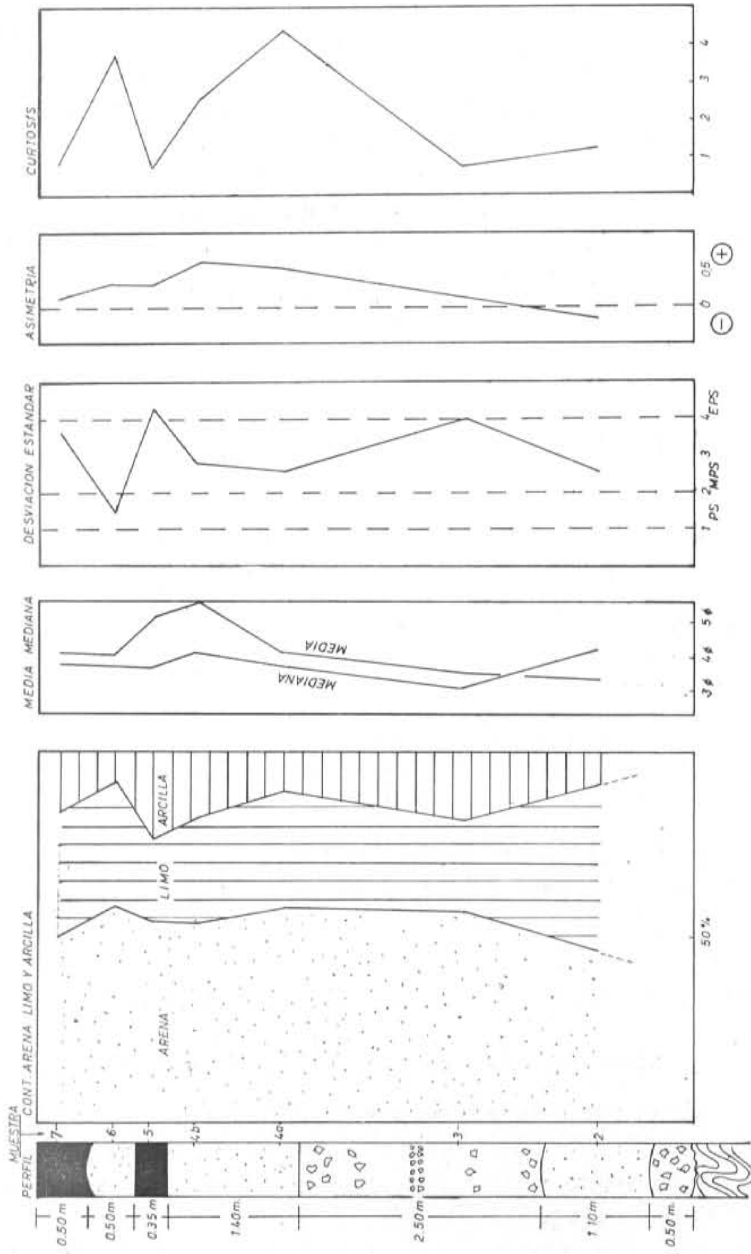 MUESTRA
PERFIL
CONT. ARENA LIMO Y ARCILLA
MEDIA MEDIANA
DESVIACION ESTANDAR
ASIMETRIA
CURTOSIS
7
6
5
4b
4a
3
2
0.50 m
0.50 m
0.35 m
1.40 m.
2.50 m.
1.10 m.
0.50 m.
ARENA
LIMO
ARCILLA
50%
MEDIA
MEDIANA
3 ϕ
4 ϕ
5 ϕ
1
PS
2
MPS
3
4
EPS
-
0
0.5
+
1
2
3
4